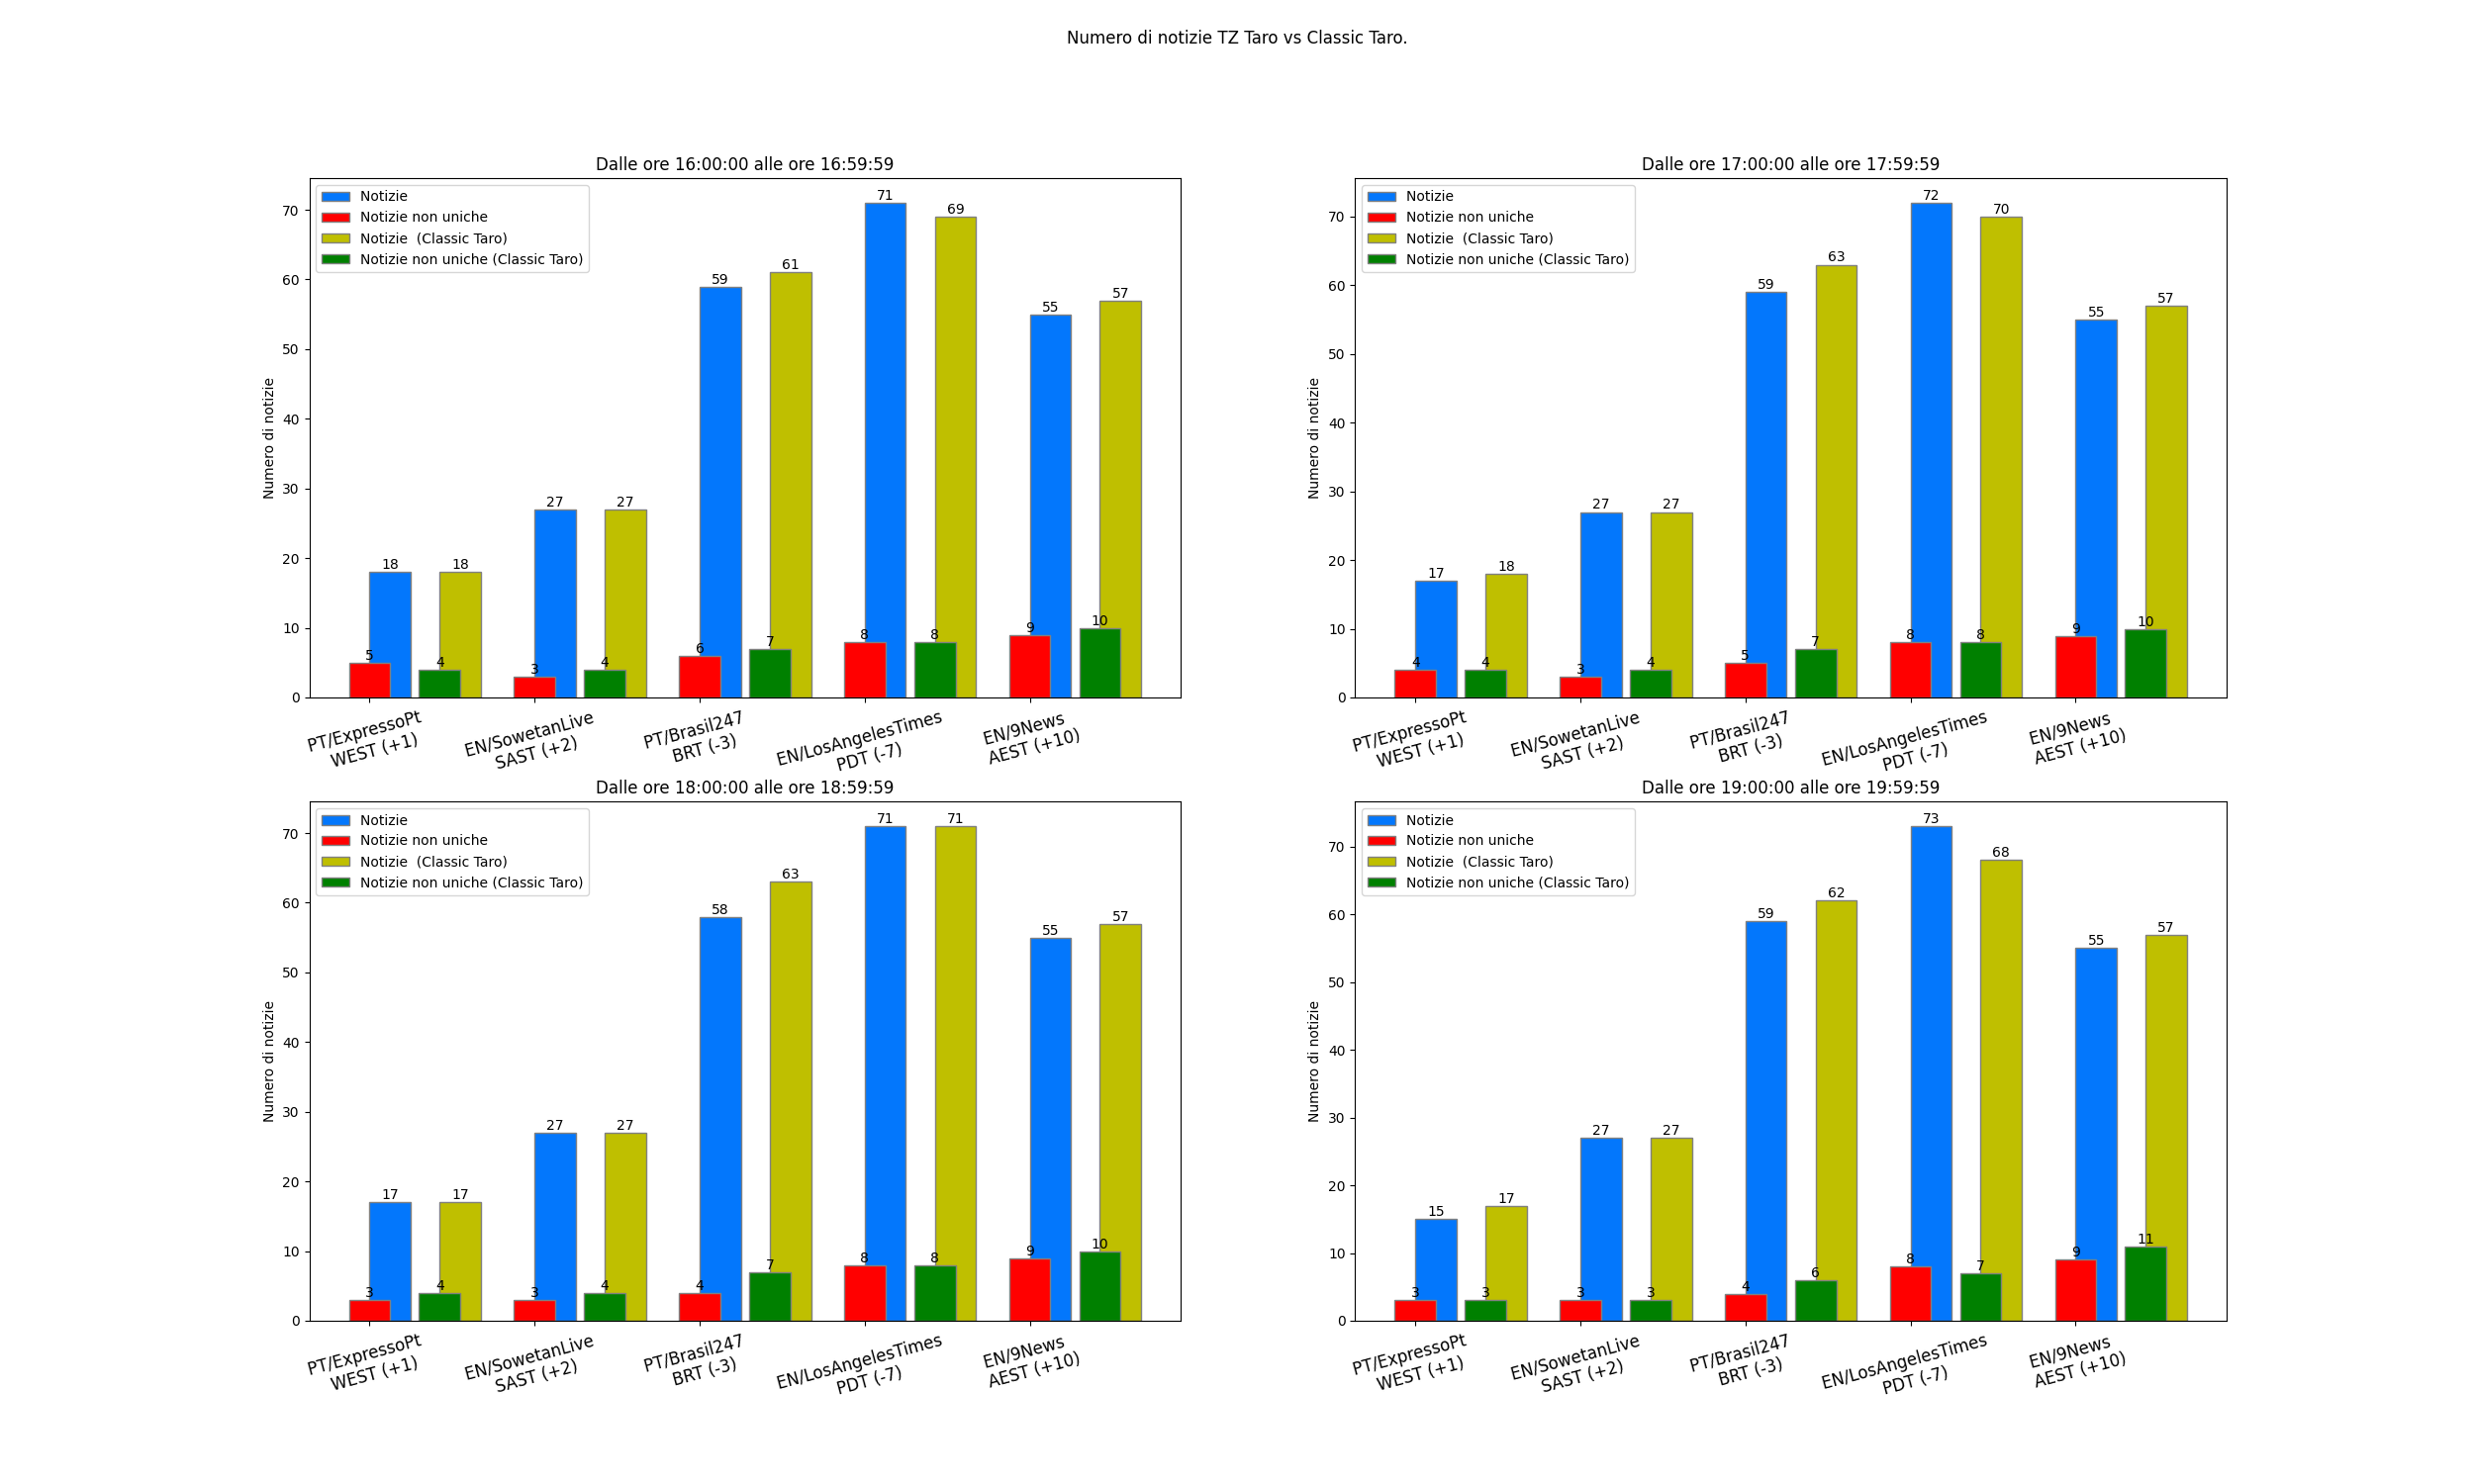 Numero di notizie TZ Taro vs Classic Taro.
Dalle ore 16:00:00 alle ore 16:59:59
Notizie
Notizie non uniche
Notizie  (Classic Taro)
Notizie non uniche (Classic Taro)
Numero di notizie
70
60
50
40
30
20
10
0
18 18 27 27 59 61 71 69 55 57
5 4 3 4 6 7 8 8 9 10
PT/ExpressoPt
WEST (+1)
EN/SowetanLive
SAST (+2)
PT/Brasil247
BRT (-3)
EN/LosAngelesTimes
PDT (-7)
EN/9News
AEST (+10)
Dalle ore 17:00:00 alle ore 17:59:59
Notizie
Notizie non uniche
Notizie  (Classic Taro)
Notizie non uniche (Classic Taro)
Numero di notizie
70
60
50
40
30
20
10
0
17 18 27 27 59 63 72 70 55 57
4 4 3 4 5 7 8 8 9 10
PT/ExpressoPt
WEST (+1)
EN/SowetanLive
SAST (+2)
PT/Brasil247
BRT (-3)
EN/LosAngelesTimes
PDT (-7)
EN/9News
AEST (+10)
Dalle ore 18:00:00 alle ore 18:59:59
Notizie
Notizie non uniche
Notizie  (Classic Taro)
Notizie non uniche (Classic Taro)
Numero di notizie
70
60
50
40
30
20
10
0
17 17 27 27 58 63 71 71 55 57
3 4 3 4 4 7 8 8 9 10
PT/ExpressoPt
WEST (+1)
EN/SowetanLive
SAST (+2)
PT/Brasil247
BRT (-3)
EN/LosAngelesTimes
PDT (-7)
EN/9News
AEST (+10)
Dalle ore 19:00:00 alle ore 19:59:59
Notizie
Notizie non uniche
Notizie  (Classic Taro)
Notizie non uniche (Classic Taro)
Numero di notizie
70
60
50
40
30
20
10
0
15 17 27 27 59 62 73 68 55 57
3 3 3 3 4 6 8 7 9 11
PT/ExpressoPt
WEST (+1)
EN/SowetanLive
SAST (+2)
PT/Brasil247
BRT (-3)
EN/LosAngelesTimes
PDT (-7)
EN/9News
AEST (+10)